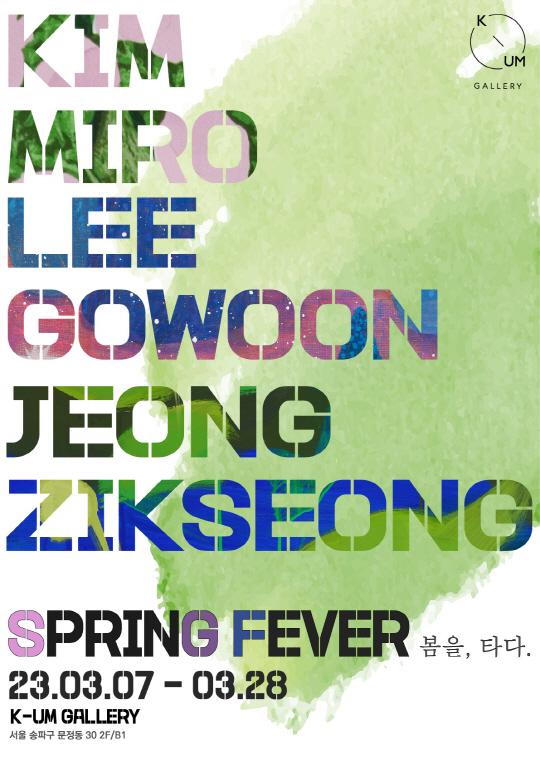 K
UM
GALLERY
KIM
MIRO
LEE
GOWOON
JEONG
ZIKSEONG
SPRING FEVER 봄을, 타다.
23.03.07 - 03.28
K-UM GALLERY
서울 송파구 문정동 30 2F/B1